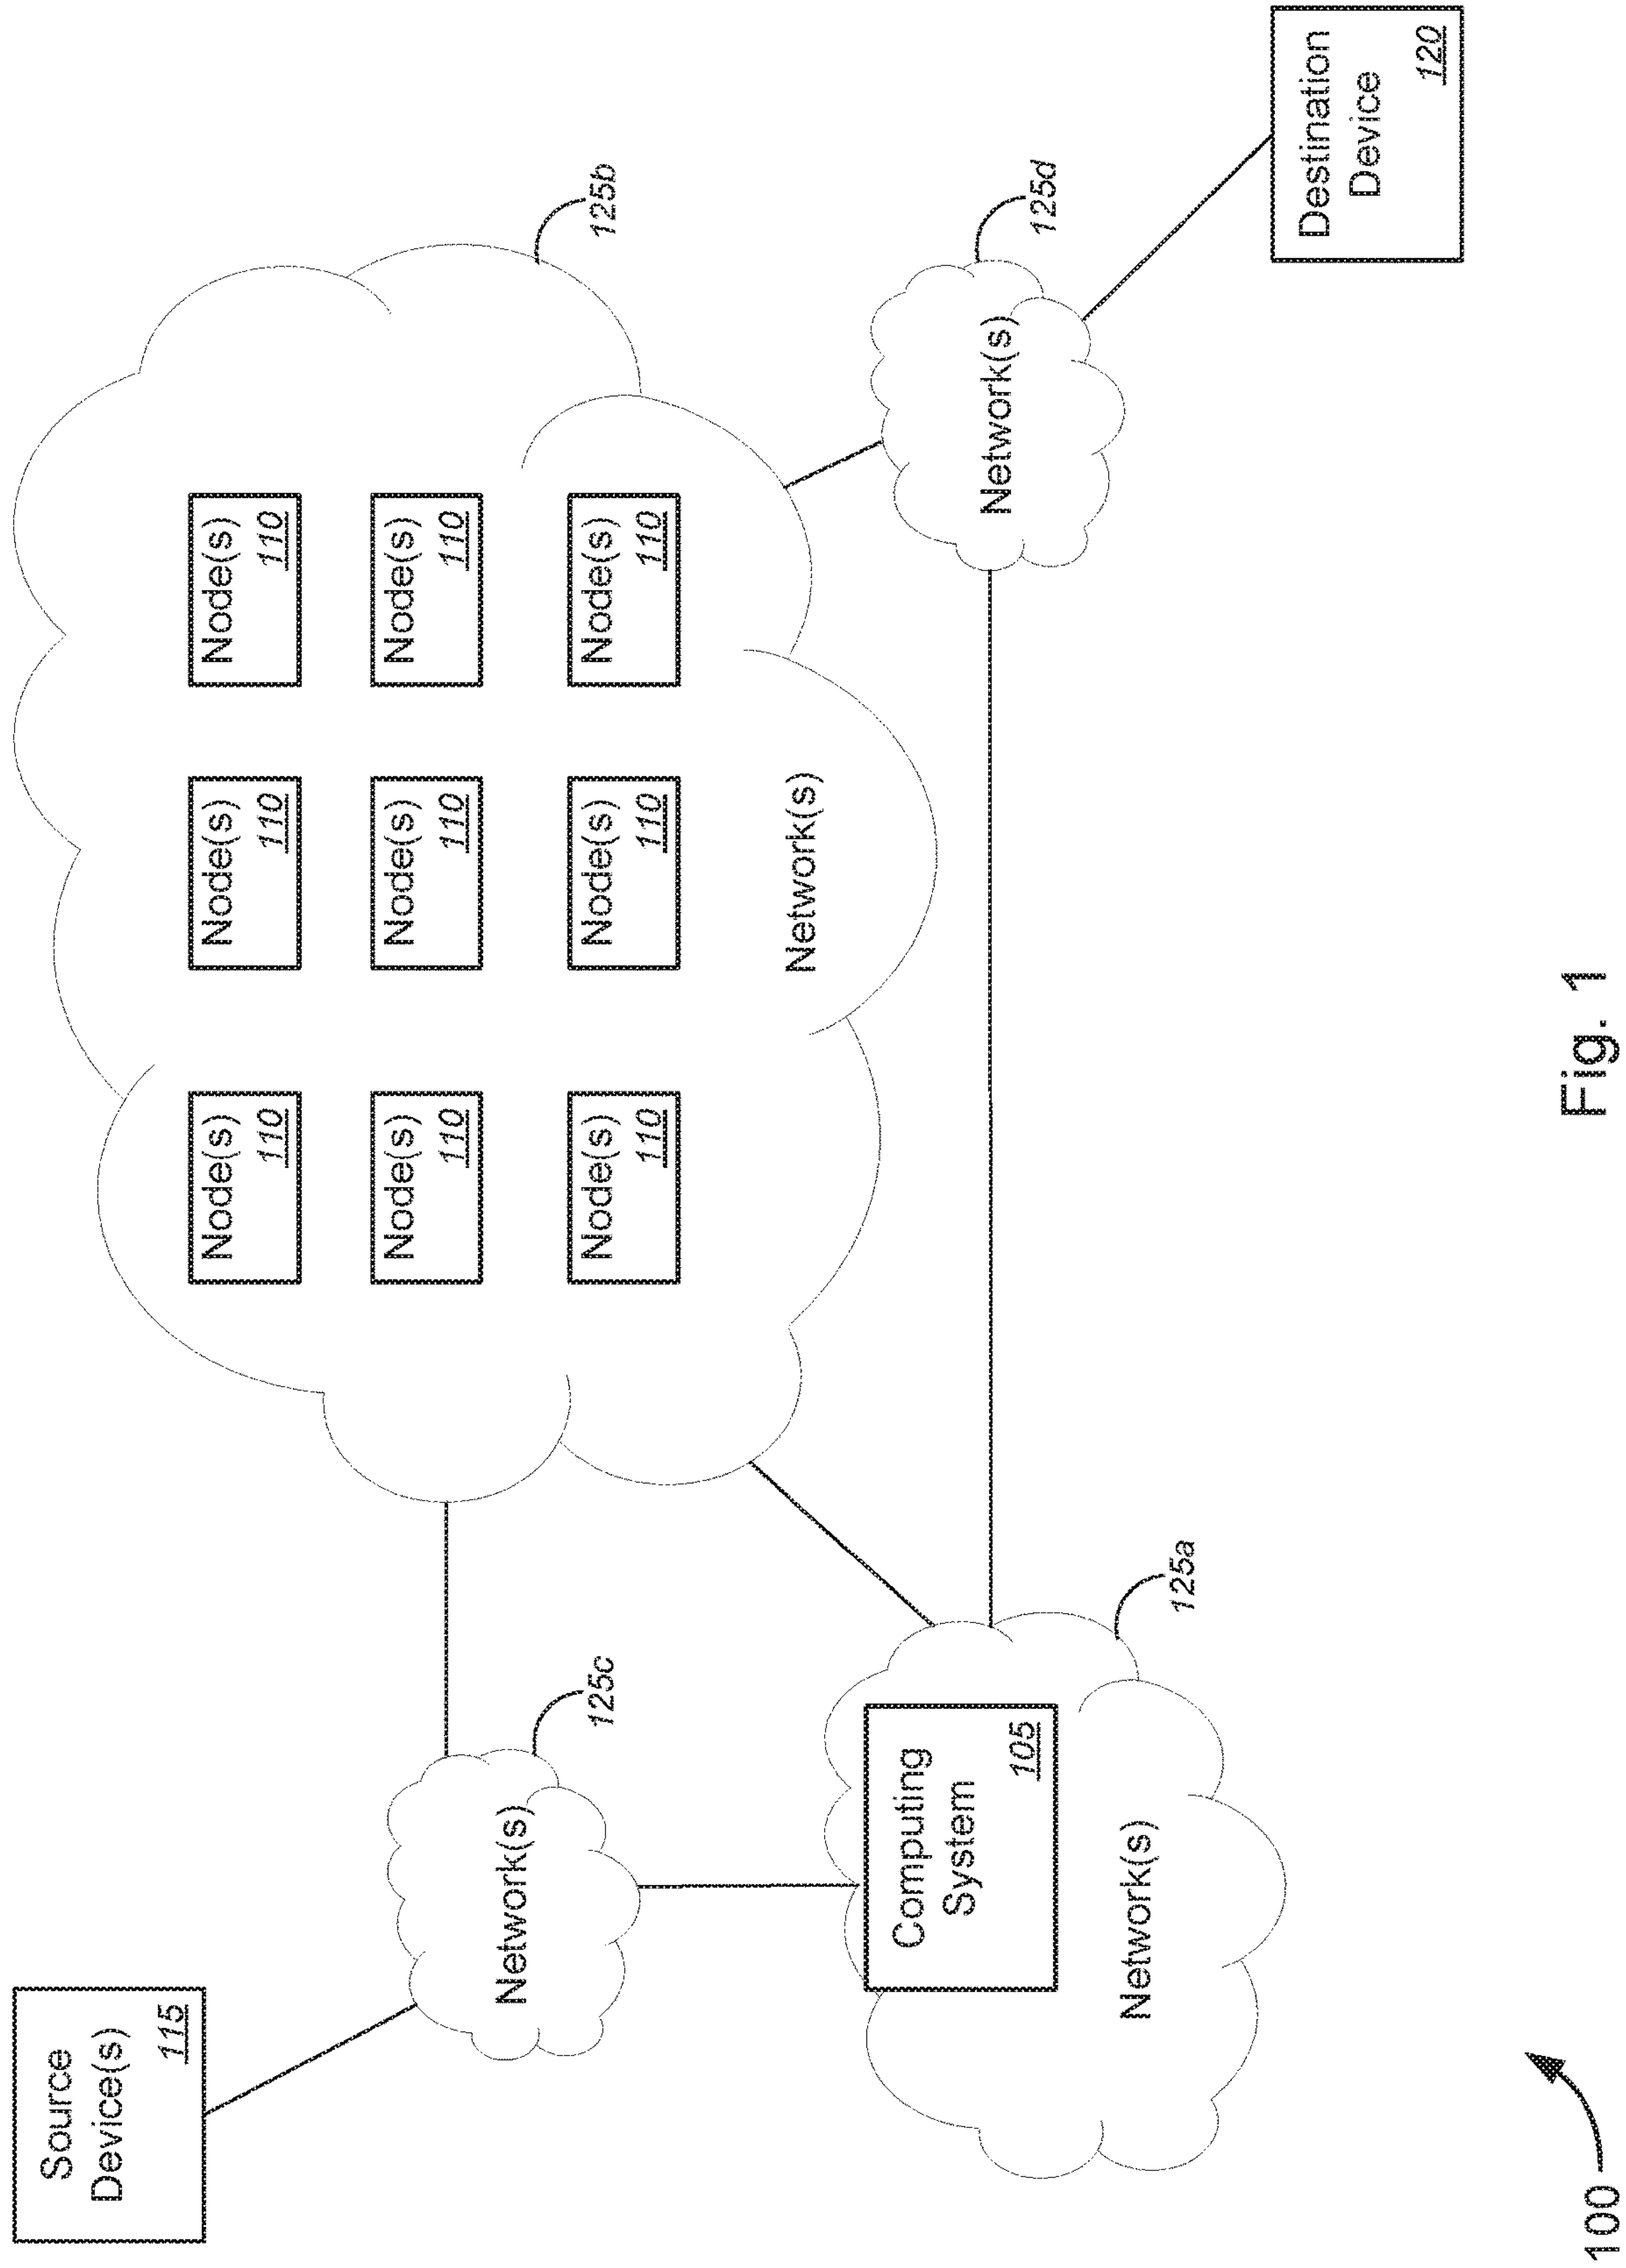 Source
Device(s)
115
125b
Node(s)
110
Node(s)
110
Node(s)
110
Node(s)
110
Node(s)
110
Node(s)
110
Node(s)
110
Node(s)
110
Node(s)
110
Network(s)
125c
Network(s)
125d
Network(s)
Computing
System
105
125a
Network(s)
Destination
Device
120
100
Fig. 1